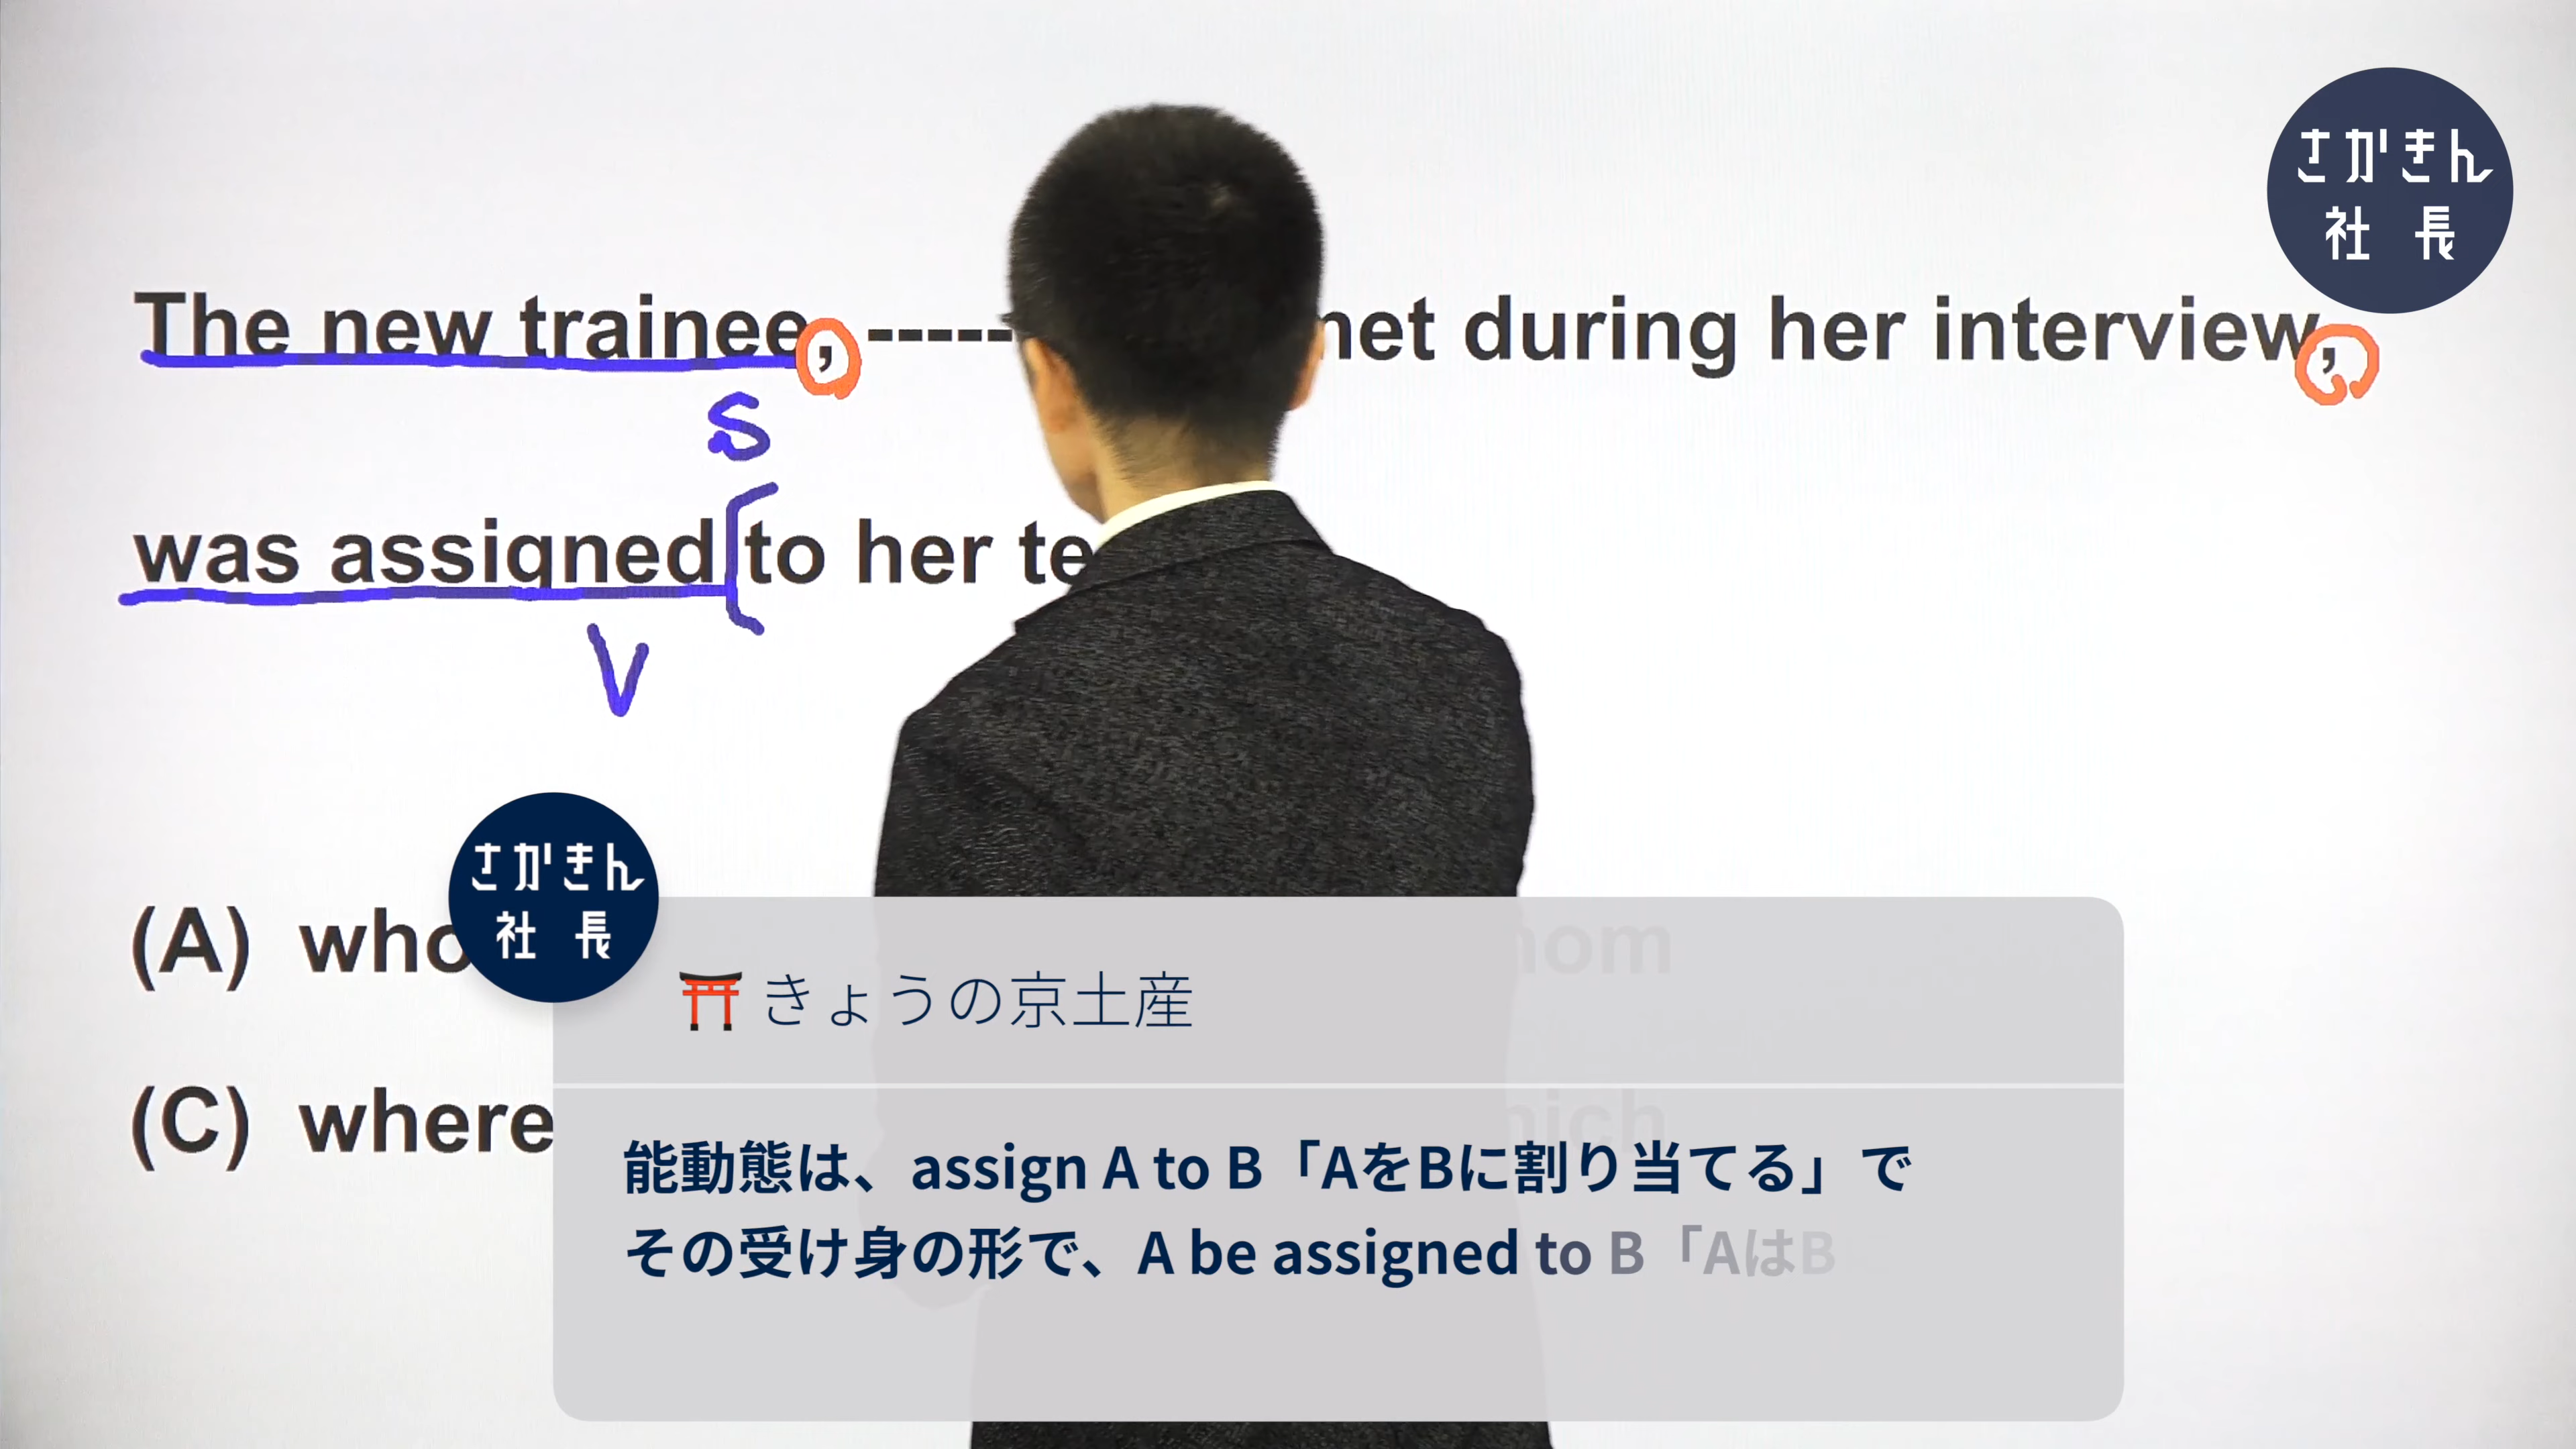 さかきん
社長
The new trainee, ----- during her interview,
S
was assigned to her
V
(A)
(C) where
さかきん
社長
⛩ きょうの京土産
能動態は、assign A to B「AをBに割り当てる」で
その受け身の形で、A be assigned to B「AはB